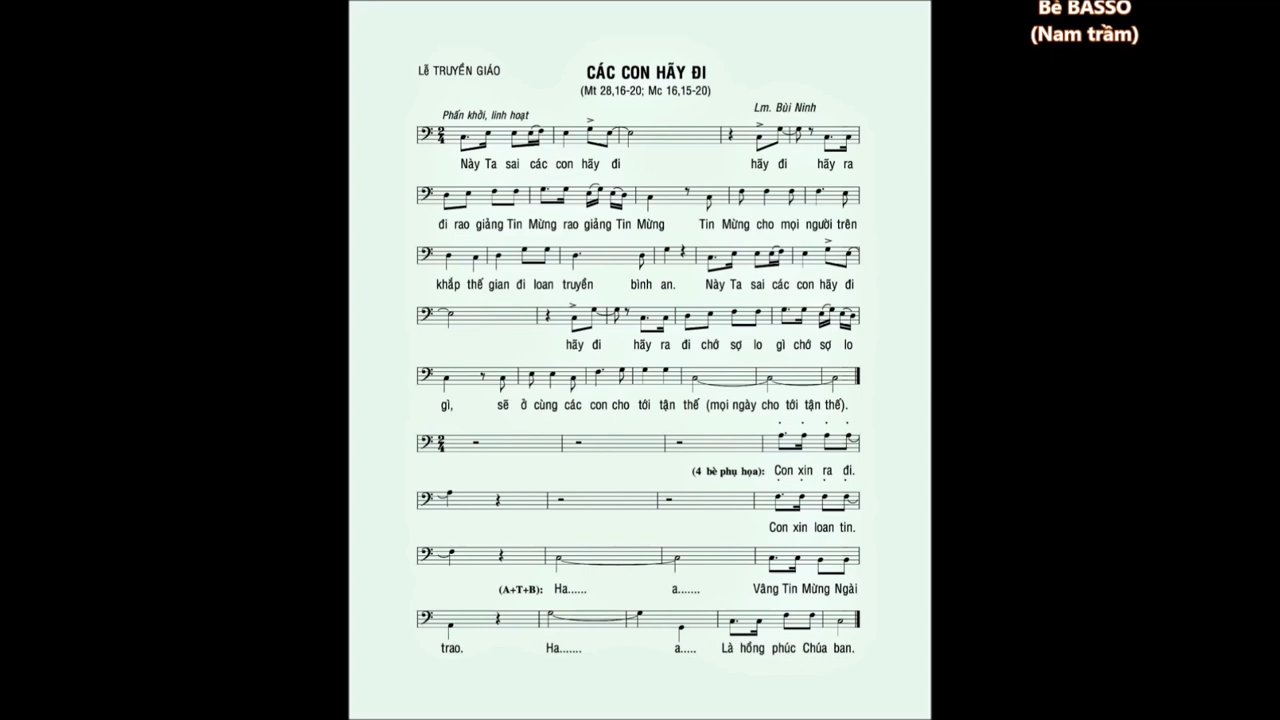 Bè BASSO
(Nam trầm)
Lễ TRUYỀN GIÁO
CÁC CON HÃY ĐI
(Mt 28,16-20; Mc 16,15-20)
Lm. Bùi Ninh
Phấn khởi, linh hoạt
Này Ta sai các con hãy đi hãy đi hãy ra
đi rao giảng Tin Mừng rao giảng Tin Mừng Tin Mừng cho mọi người trên
khắp thế gian đi loan truyền bình an. Này Ta sai các con hãy đi
hãy đi hãy ra đi chớ sợ lo gì chớ sợ lo
gì, sẽ ở cùng các con cho tới tận thế (mọi ngày cho tới tận thế).
(4 bè phụ họa): Con xin ra đi.
Con xin loan tin.
(A+T+B): Ha...... a....... Vâng Tin Mừng Ngài
trao. Ha....... a..... Là hồng phúc Chúa ban.